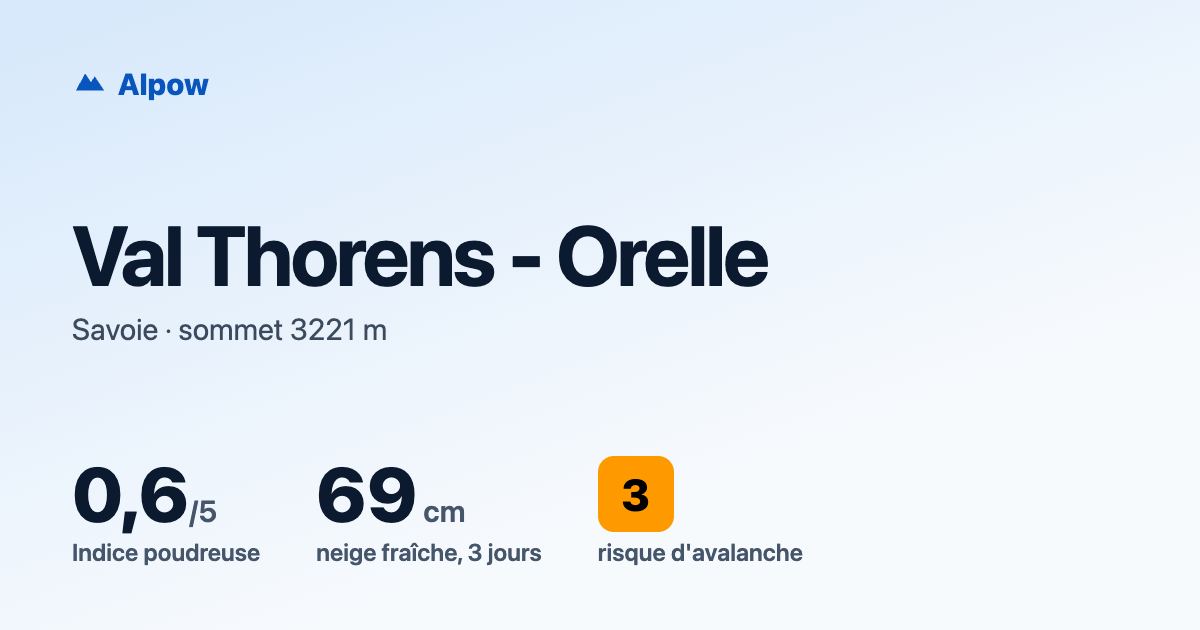 Alpow
Val Thorens - Orelle
Savoie · sommet 3221 m
0,6/5
Indice poudreuse
69 cm
neige fraîche, 3 jours
3
risque d'avalanche